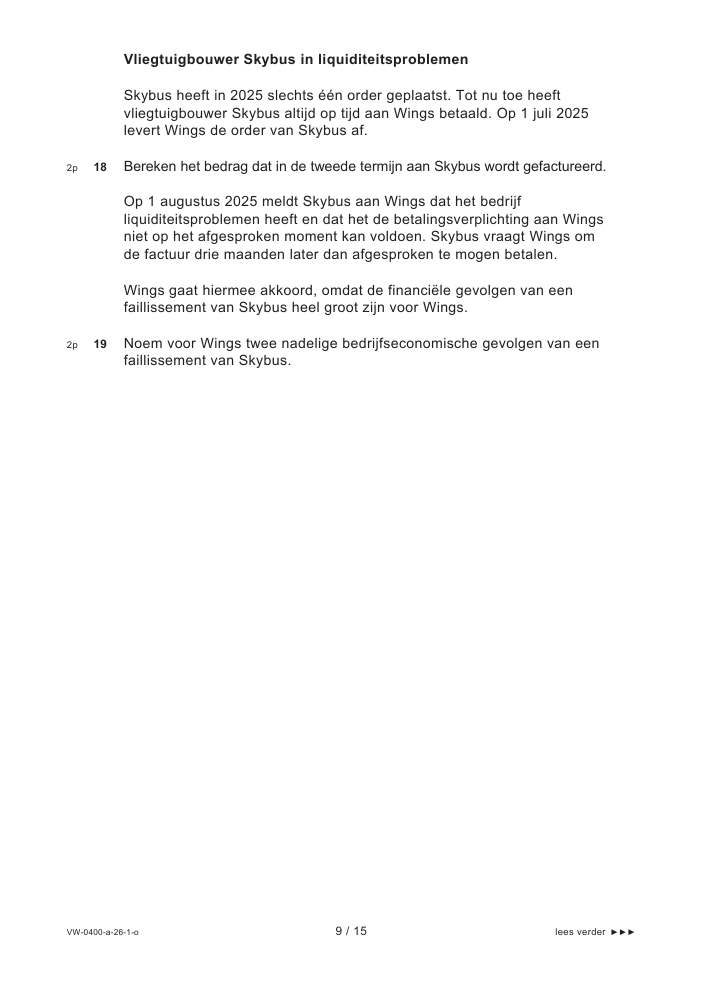 Vliegtuigbouwer Skybus in liquiditeitsproblemen
Skybus heeft in 2025 slechts één order geplaatst. Tot nu toe heeft
vliegtuigbouwer Skybus altijd op tijd aan Wings betaald. Op 1 juli 2025
levert Wings de order van Skybus af.
2p 18 Bereken het bedrag dat in de tweede termijn aan Skybus wordt gefactureerd.
Op 1 augustus 2025 meldt Skybus aan Wings dat het bedrijf
liquiditeitsproblemen heeft en dat het de betalingsverplichting aan Wings
niet op het afgesproken moment kan voldoen. Skybus vraagt Wings om
de factuur drie maanden later dan afgesproken te mogen betalen.
Wings gaat hiermee akkoord, omdat de financiële gevolgen van een
faillissement van Skybus heel groot zijn voor Wings.
2p 19 Noem voor Wings twee nadelige bedrijfseconomische gevolgen van een
faillissement van Skybus.
VW-0400-a-26-1-o 9 / 15 lees verder ►►►